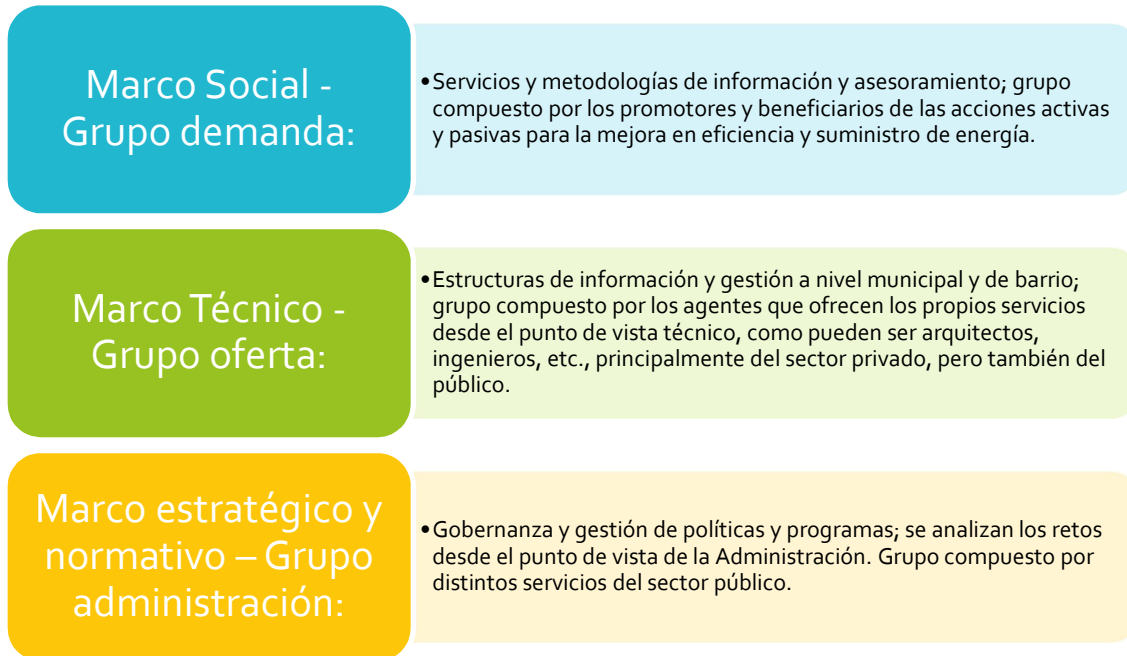 Marco Social -
Grupo demanda:
•Servicios y metodologías de información y asesoramiento; grupo
compuesto por los promotores y beneficiarios de las acciones activas
y pasivas para la mejora en eficiencia y suministro de energía.
Marco Técnico -
Grupo oferta:
•Estructuras de información y gestión a nivel municipal y de barrio;
grupo compuesto por los agentes que ofrecen los propios servicios
desde el punto de vista técnico, como pueden ser arquitectos,
ingenieros, etc., principalmente del sector privado, pero también del
público.
Marco estratégico y
normativo – Grupo
administración:
•Gobernanza y gestión de políticas y programas; se analizan los retos
desde el punto de vista de la Administración. Grupo compuesto por
distintos servicios del sector público.